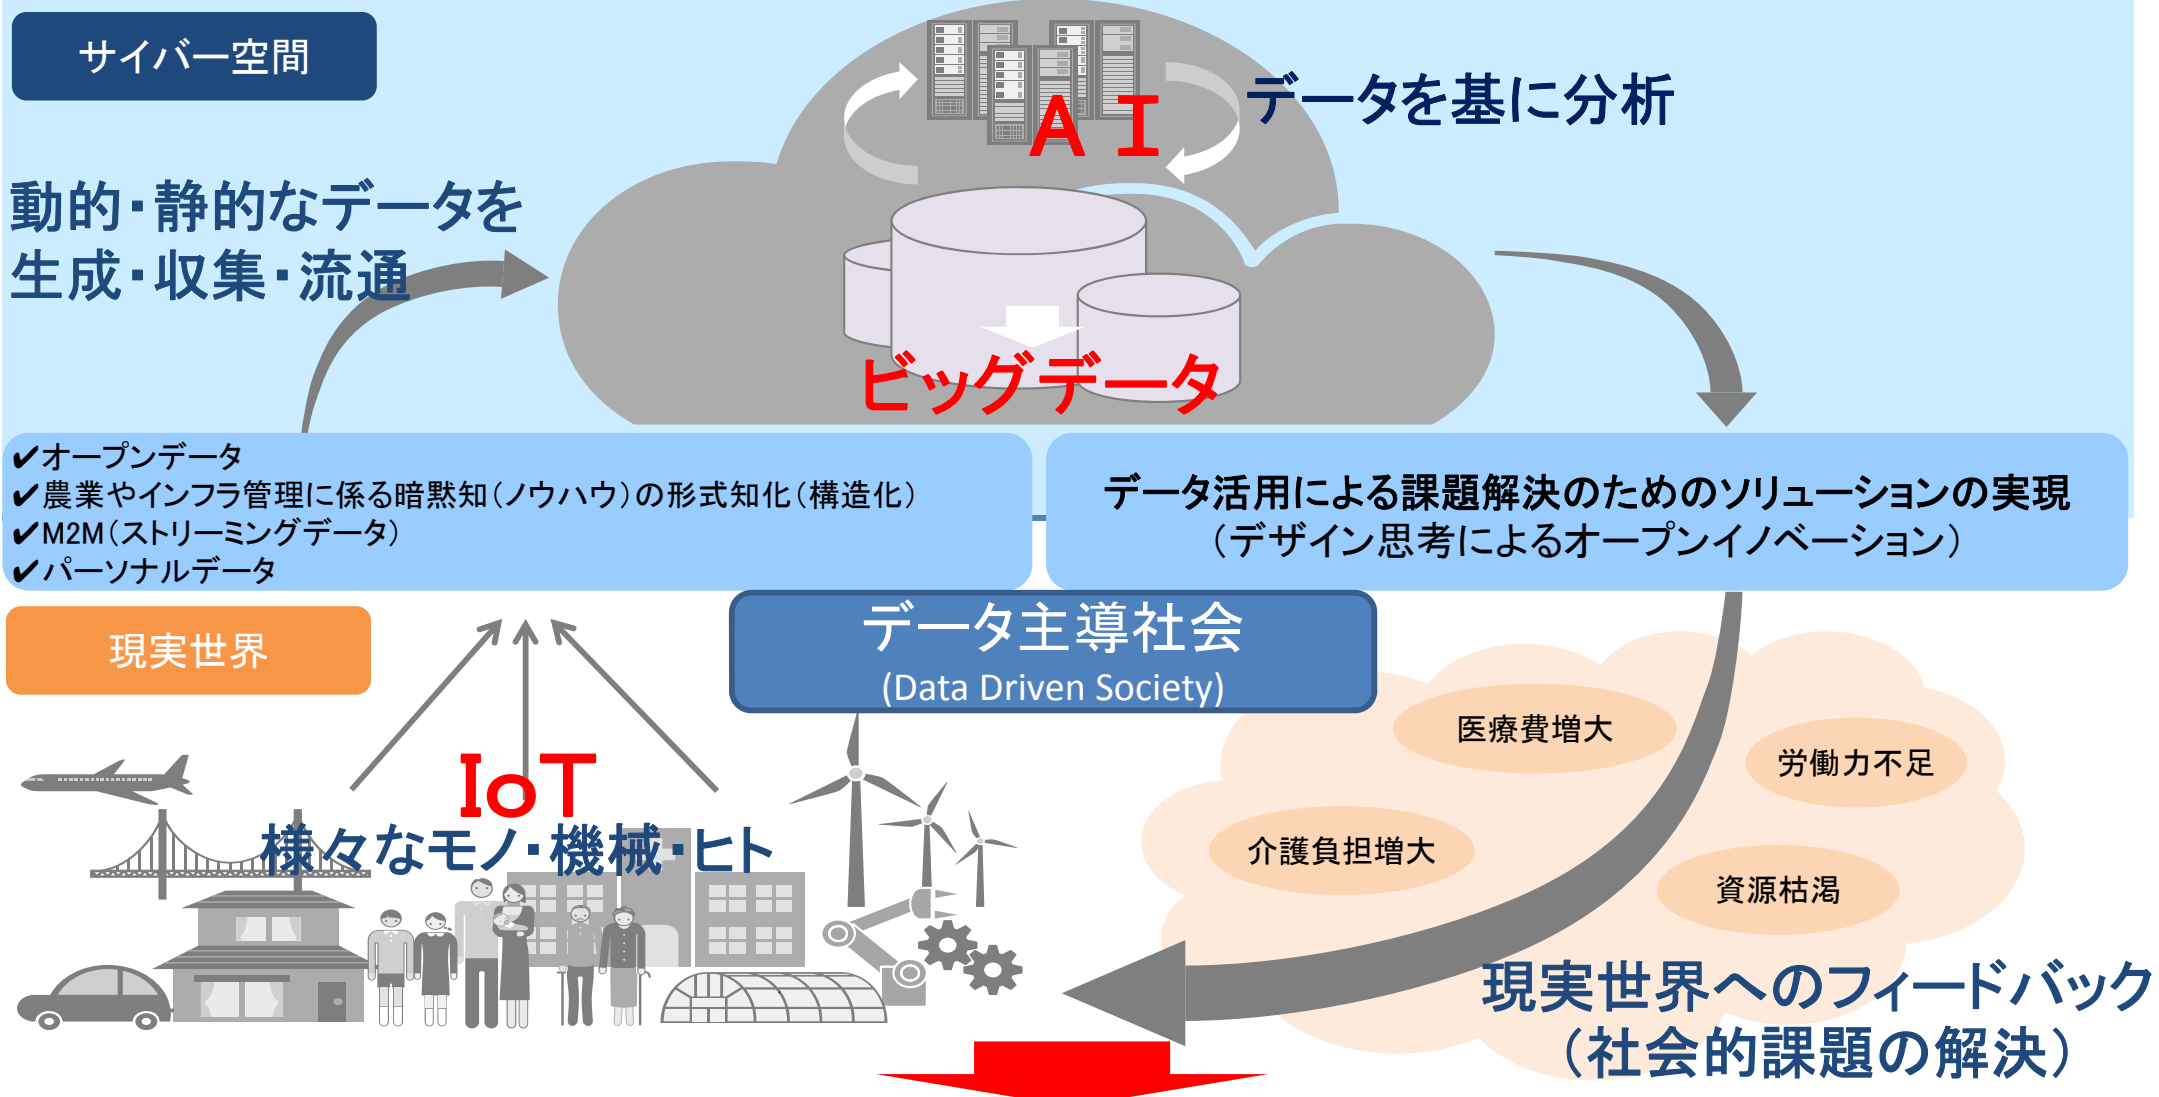 サイバー空間
ＡＩ
データを基に分析
動的・静的なデータを
生成・収集・流通
ビッグデータ
✔オープンデータ
✔農業やインフラ管理に係る暗黙知（ノウハウ）の形式知化（構造化）
✔M2M（ストリーミングデータ）
✔パーソナルデータ
データ活用による課題解決のためのソリューションの実現
（デザイン思考によるオープンイノベーション）
現実世界
データ主導社会
(Data Driven Society)
IoT
様々なモノ・機械・ヒト
医療費増大
労働力不足
介護負担増大
資源枯渇
現実世界へのフィードバック
（社会的課題の解決）